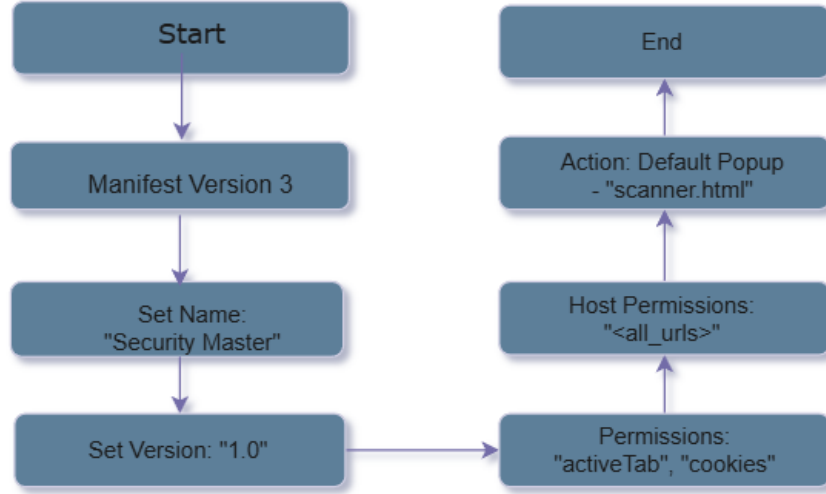 Start
Manifest Version 3
Set Name:
"Security Master"
Set Version: "1.0"
Permissions:
"activeTab", "cookies"
Host Permissions:
"<all_urls>"
Action: Default Popup
- "scanner.html"
End